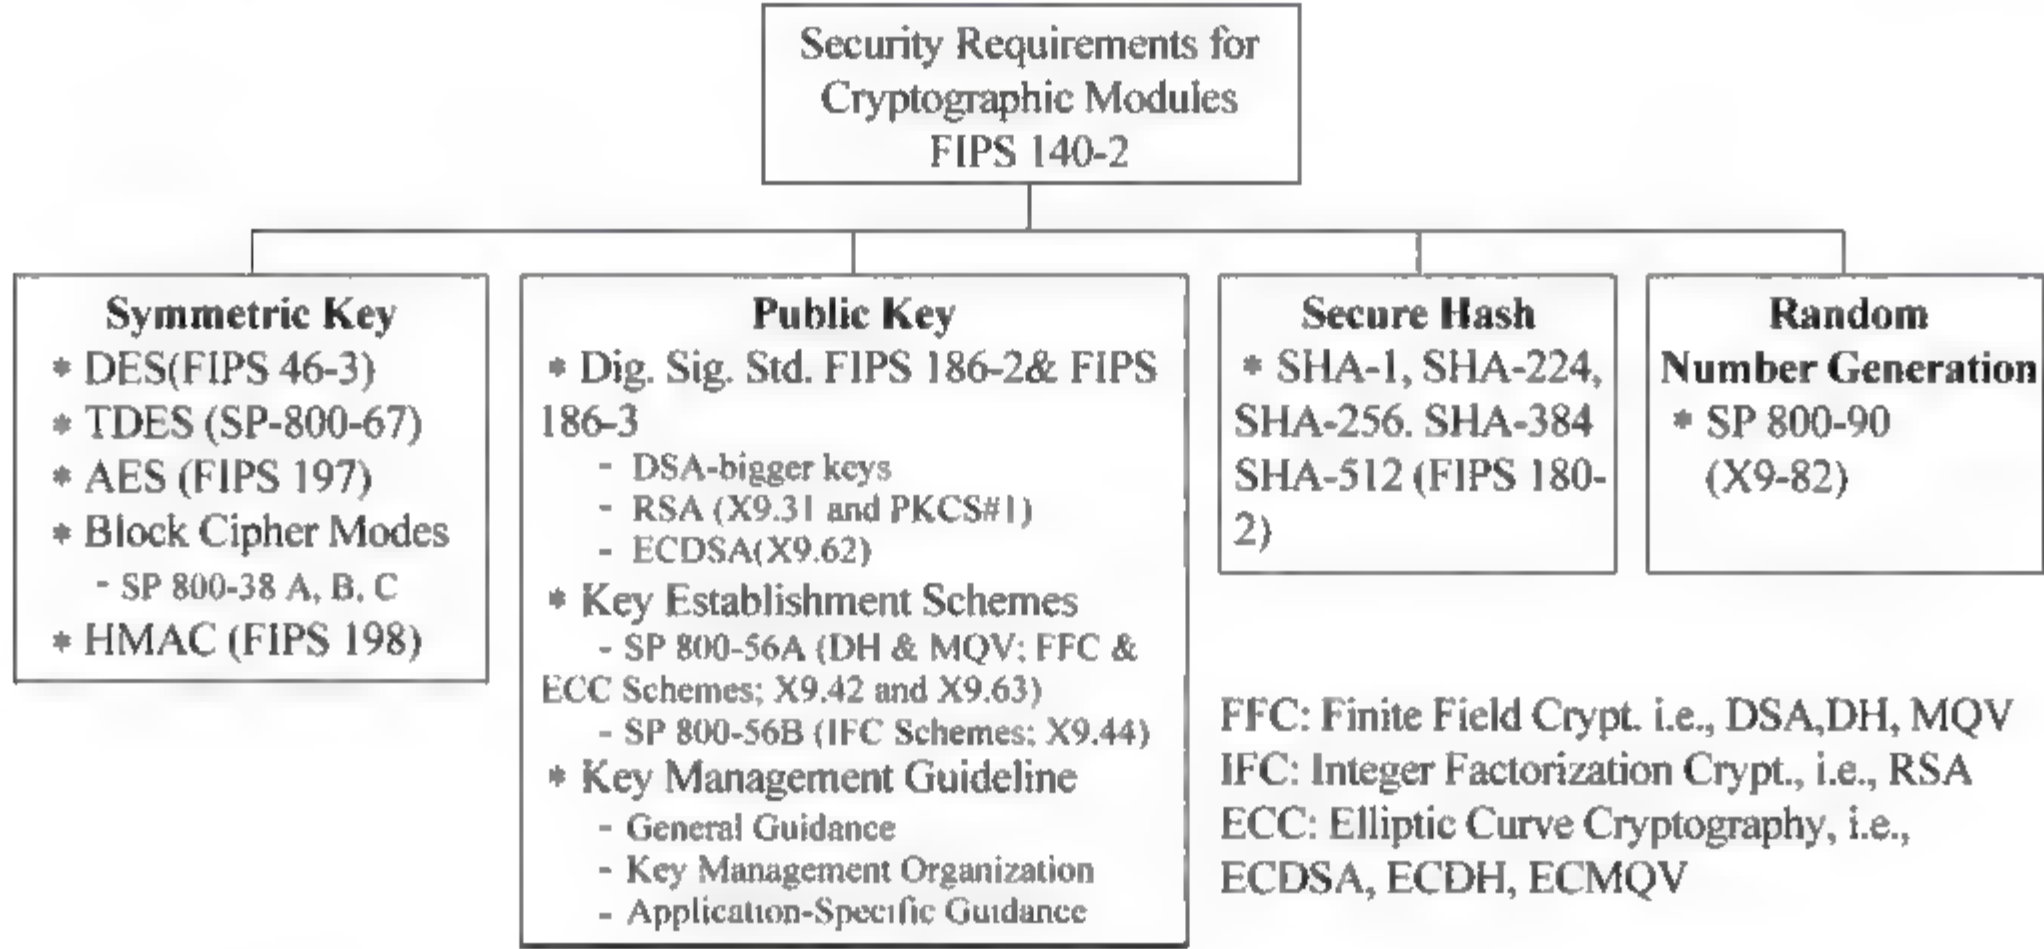 Security Requirements for
Cryptographic Modules
FIPS 140-2
Symmetric Key
* DES(FIPS 46-3)
* TDES (SP-800-67)
* AES (FIPS 197)
* Block Cipher Modes
- SP 800-38 A, B, C
* HMAC (FIPS 198)
Public Key
* Dig. Sig. Std. FIPS 186-2& FIPS
186-3
- DSA-bigger keys
- RSA (X9.31 and PKCS#1)
- ECDSA(X9.62)
* Key Establishment Schemes
- SP 800-56A (DH & MQV; FFC &
ECC Schemes; X9.42 and X9.63)
- SP 800-56B (IFC Schemes; X9.44)
* Key Management Guideline
- General Guidance
- Key Management Organization
- Application-Specific Guidance
Secure Hash
* SHA-1, SHA-224,
SHA-256. SHA-384
SHA-512 (FIPS 180-
2)
Random
Number Generation
* SP 800-90
(X9-82)
FFC: Finite Field Crypt. i.e., DSA,DH, MQV
IFC: Integer Factorization Crypt., i.e., RSA
ECC: Elliptic Curve Cryptography, i.e.,
ECDSA, ECDH, ECMQV